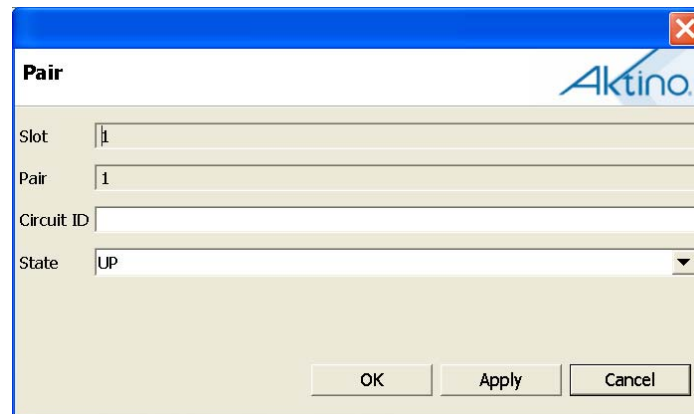 Pair
Aktino
Slot 1
Pair 1
Circuit ID
State UP
OK Apply Cancel